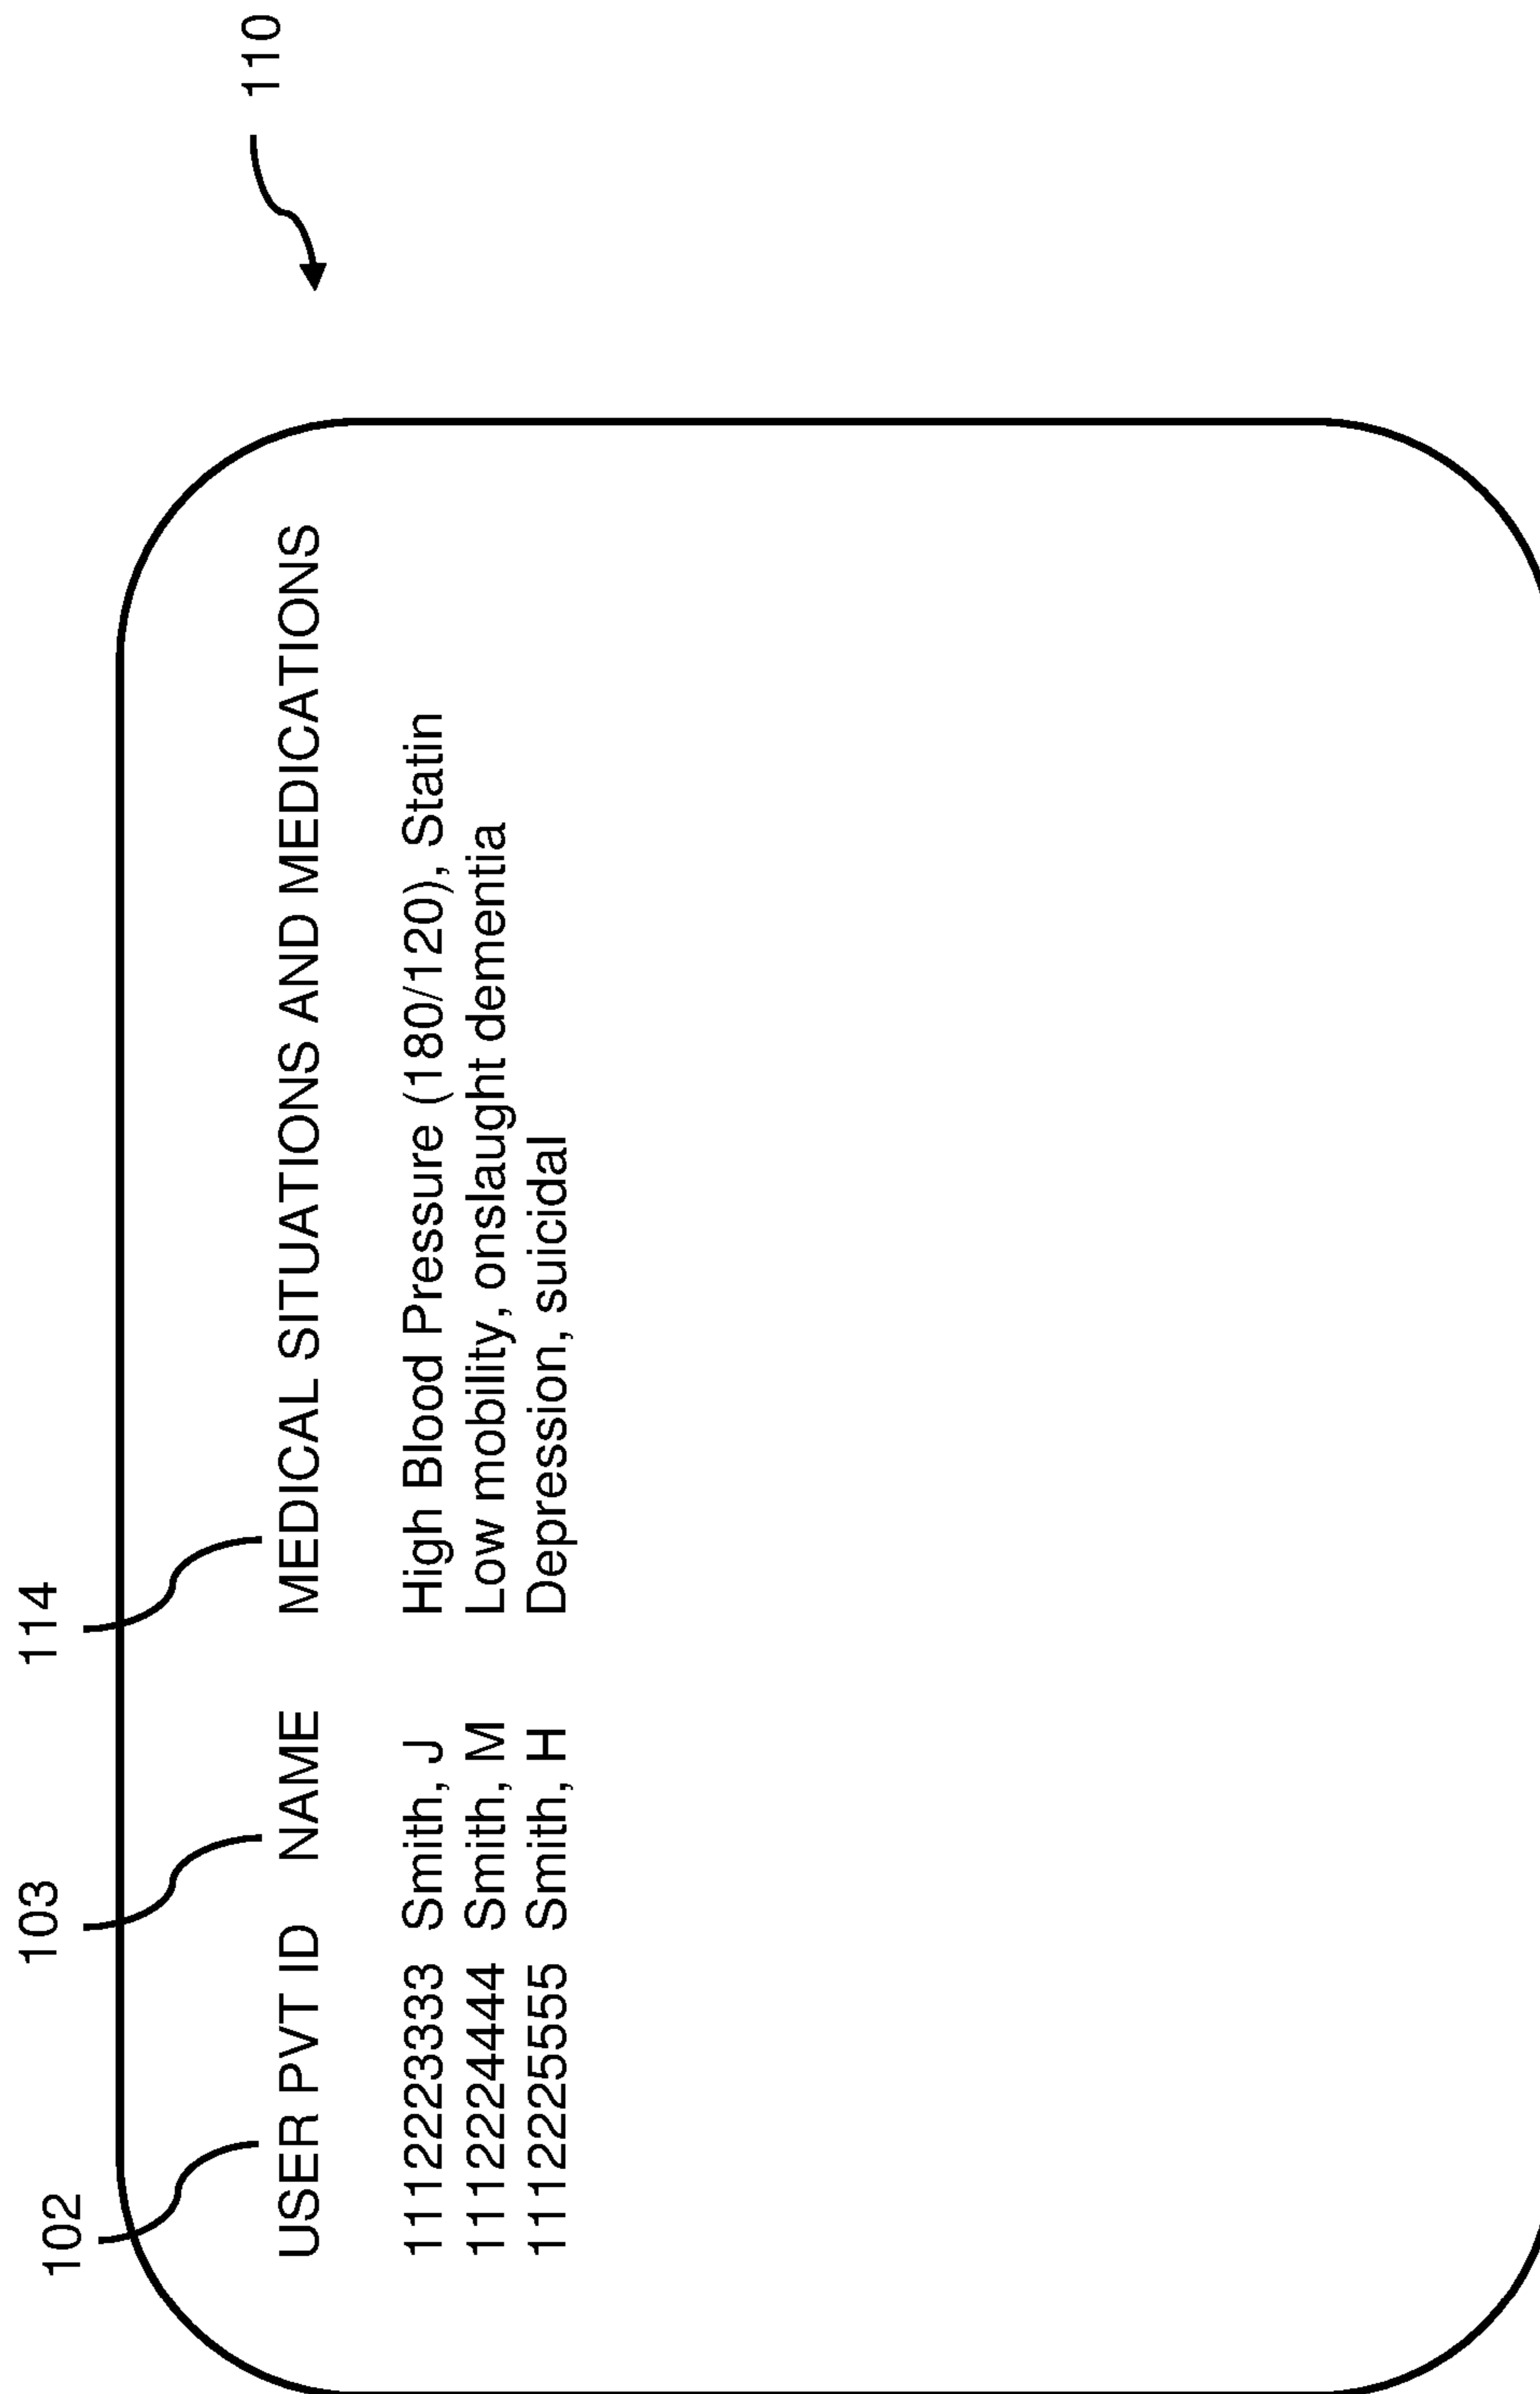 110
102 103 114
USER PVT ID NAME MEDICAL SITUATIONS AND MEDICATIONS
1112223333 Smith, J High Blood Pressure (180/120), Statin
1112224444 Smith, M Low mobility, onslaught dementia
1112225555 Smith, H Depression, suicidal